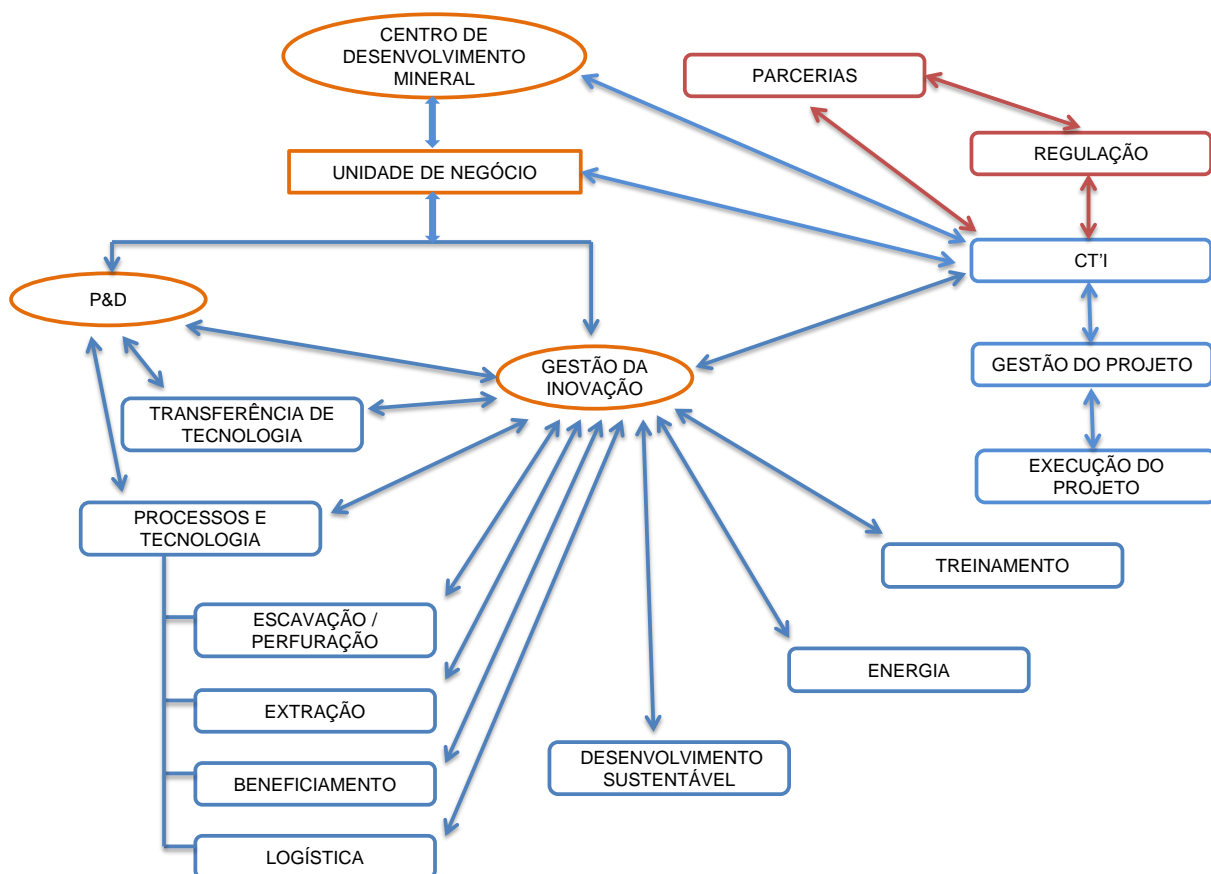 CENTRO DE
DESENVOLVIMENTO
MINERAL
PARCERIAS
REGULAÇÃO
UNIDADE DE NEGÓCIO
CT'I
P&D
GESTÃO DA
INOVAÇÃO
GESTÃO DO PROJETO
TRANSFERÊNCIA DE
TECNOLOGIA
EXECUÇÃO DO
PROJETO
PROCESSOS E
TECNOLOGIA
TREINAMENTO
ESCAVAÇÃO /
PERFURAÇÃO
ENERGIA
EXTRAÇÃO
DESENVOLVIMENTO
SUSTENTÁVEL
BENEFICIAMENTO
LOGÍSTICA